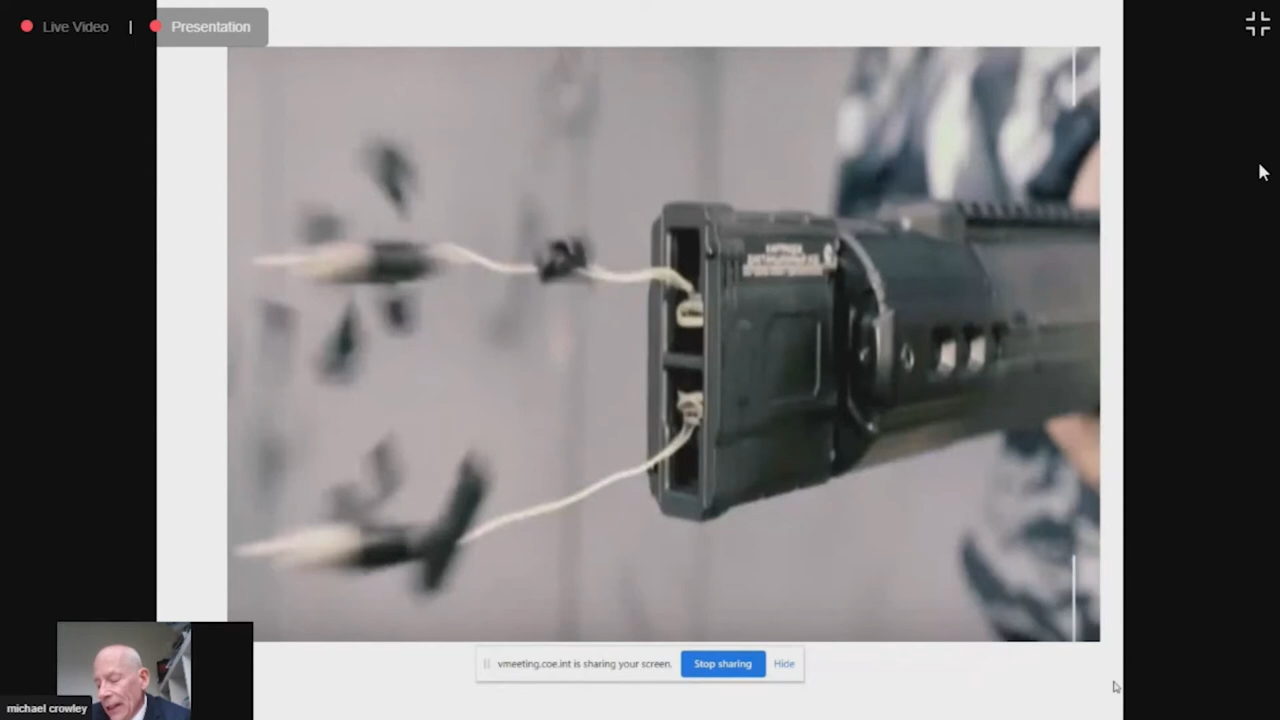 Live Video | Presentation
vmeeting.coe.int is sharing your screen. Stop sharing Hide
michael crowley